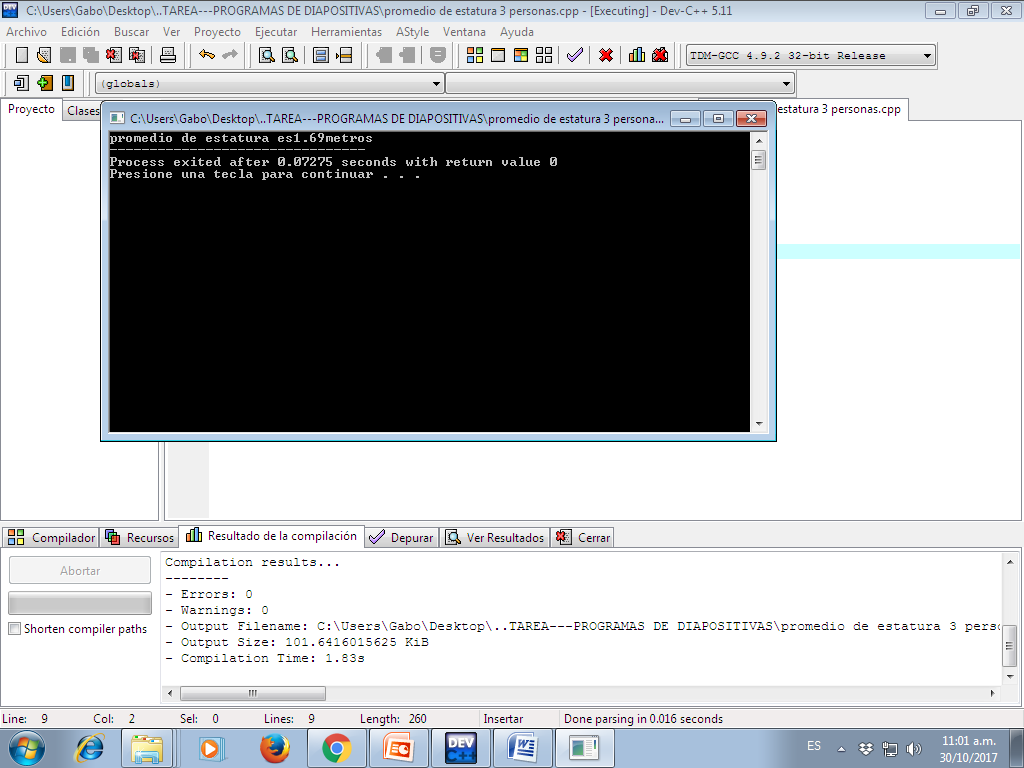 C:\Users\Gabo\Desktop\..TAREA---PROGRAMAS DE DIAPOSITIVAS\promedio de estatura 3 personas.cpp - [Executing] - Dev-C++ 5.11
Archivo Edición Buscar Ver Proyecto Ejecutar Herramientas AStyle Ventana Ayuda
TDM-GCC 4.9.2 32-bit Release
(globals)
Proyecto Clases
estatura 3 personas.cpp
C:\Users\Gabo\Desktop\..TAREA---PROGRAMAS DE DIAPOSITIVAS\promedio de estatura 3 persona...
promedio de estatura es1.69metros
--------------------------------
Process exited after 0.07275 seconds with return value 0
Presione una tecla para continuar . . .
Compilador Recursos Resultado de la compilación Depurar Ver Resultados Cerrar
Abortar
Shorten compiler paths
Compilation results...
--------
- Errors: 0
- Warnings: 0
- Output Filename: C:\Users\Gabo\Desktop\..TAREA---PROGRAMAS DE DIAPOSITIVAS\promedio de estatura 3 perso
- Output Size: 101.6416015625 KiB
- Compilation Time: 1.83s
Line: 9 Col: 2 Sel: 0 Lines: 9 Length: 260 Insertar Done parsing in 0.016 seconds
DEV C++
ES
11:01 a.m.
30/10/2017